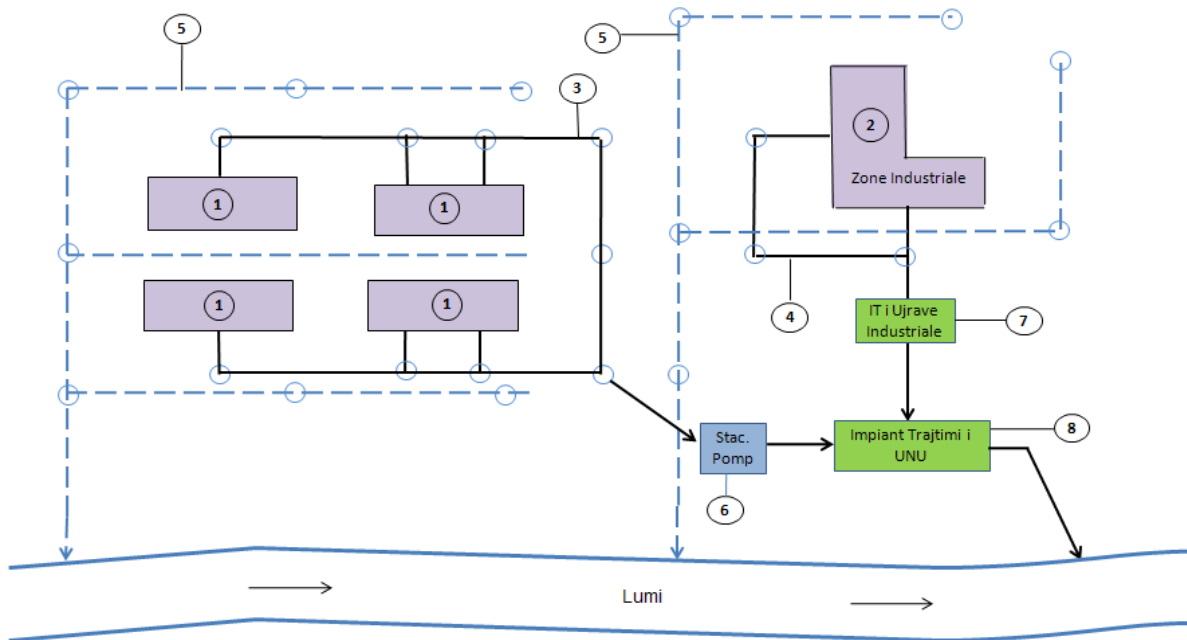 5
5
3
2
Zone Industriale
1
1
1
1
4
IT i Ujrave
Industriale
7
Stac.
Pomp
Impiant Trajtimi i
UNU
8
6
Lumi